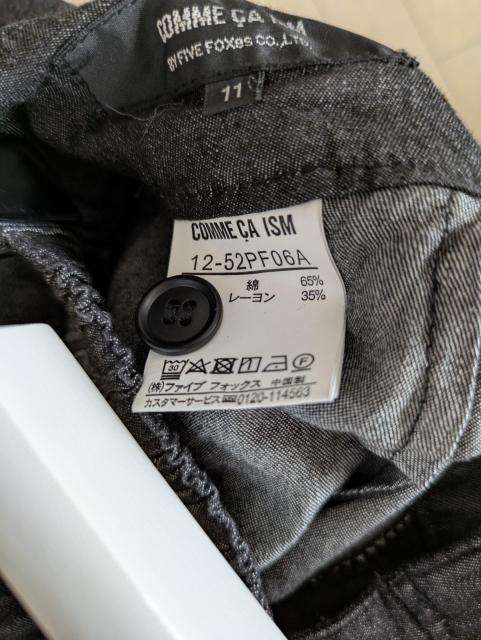 COMME ÇA ISM
BY FIVE FOXes CO.,LTD.
11
COMME ÇA ISM
12-52PF06A
綿 65%
レーヨン 35%
30 F
(株)ファイブ フォックス 中国製
カスタマーサービス 0120-114563